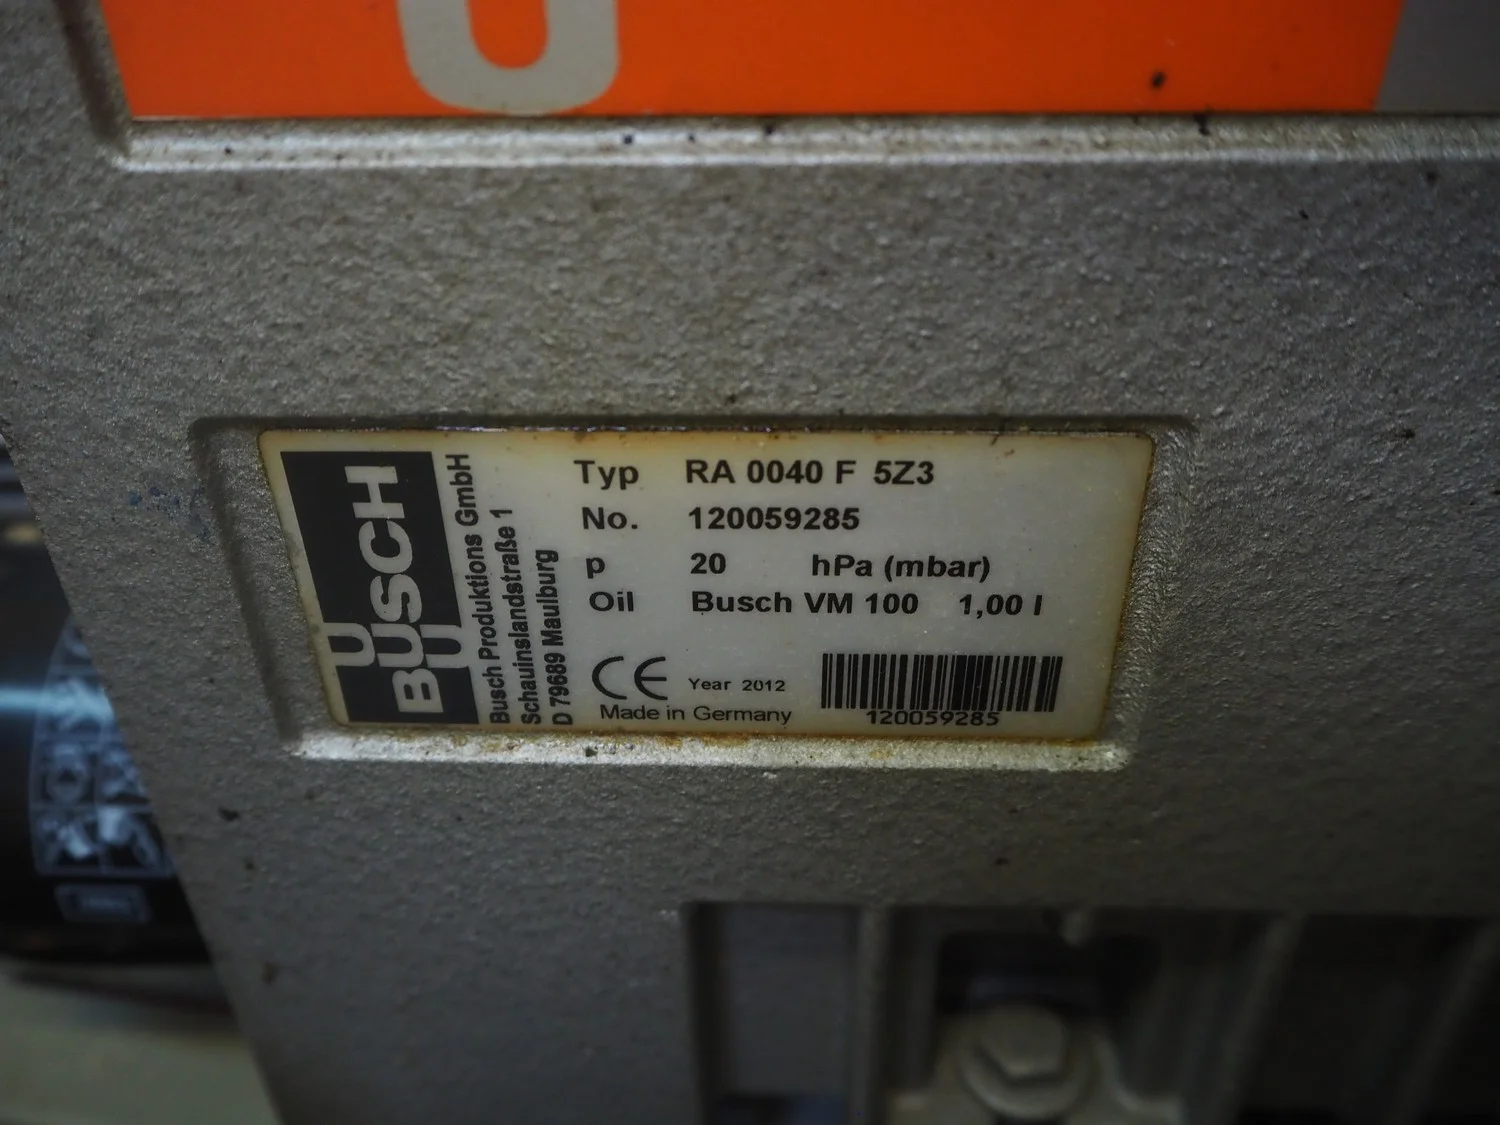 BUSCH
Busch Produktions GmbH
Schauinslandstraße 1
D 79689 Maulburg
Typ RA 0040 F 5Z3
No. 120059285
p 20 hPa (mbar)
Oil Busch VM 100 1,00 l
CE Year 2012
Made in Germany
120059285